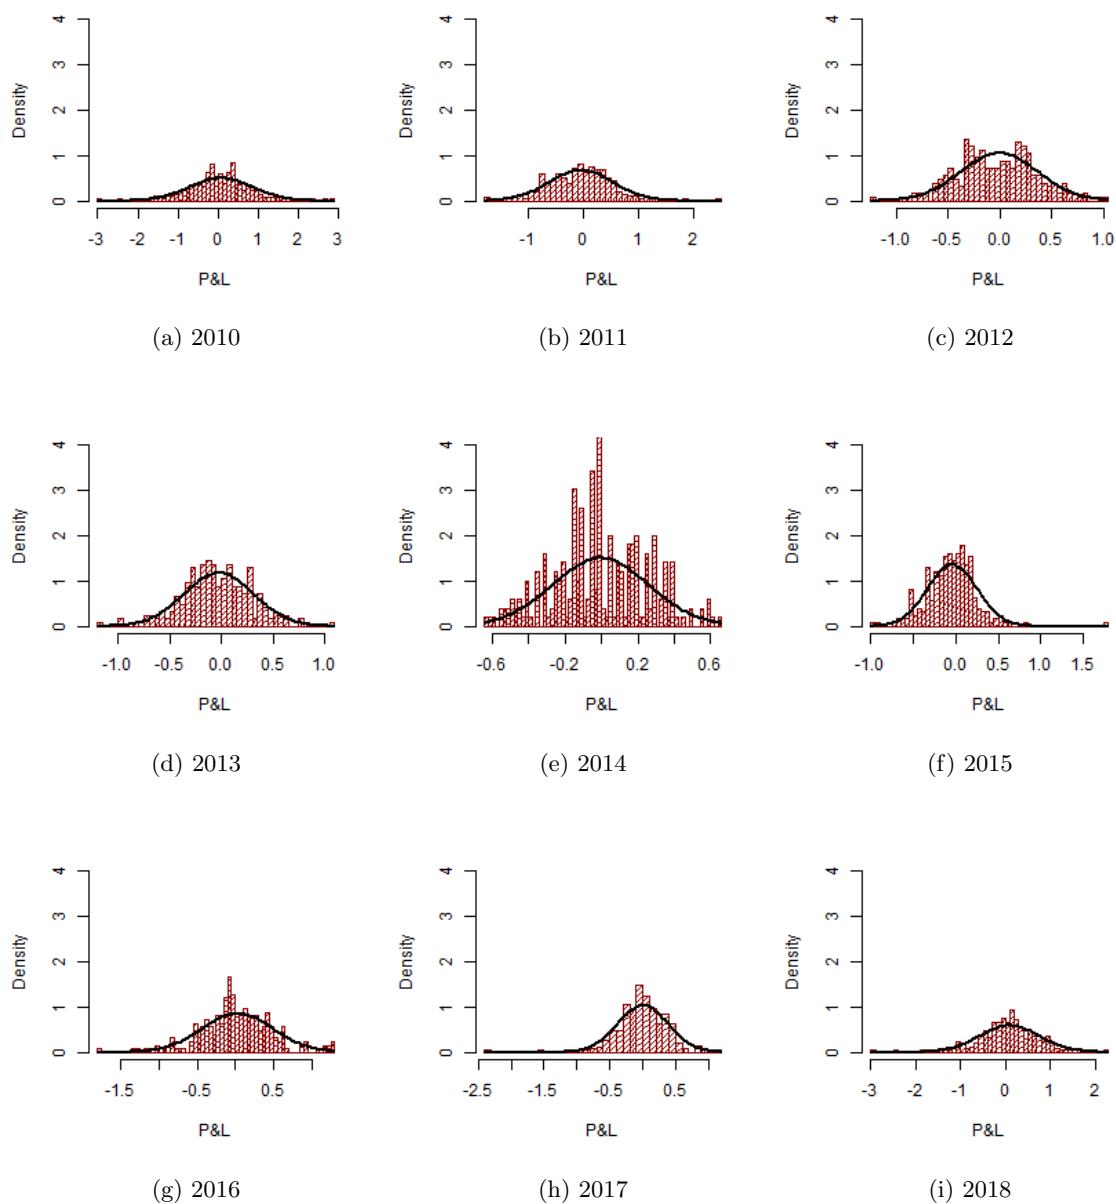 4
3
Density
2
1
0
-3 -2 -1 0 1 2 3
P&L
(a) 2010
4
3
Density
2
1
0
-1 0 1 2
P&L
(b) 2011
4
3
Density
2
1
0
-1.0 -0.5 0.0 0.5 1.0
P&L
(c) 2012
4
3
Density
2
1
0
-1.0 -0.5 0.0 0.5 1.0
P&L
(d) 2013
4
3
Density
2
1
0
-0.6 -0.2 0.2 0.6
P&L
(e) 2014
4
3
Density
2
1
0
-1.0 0.0 0.5 1.0 1.5
P&L
(f) 2015
4
3
Density
2
1
0
-1.5 -0.5 0.5
P&L
(g) 2016
4
3
Density
2
1
0
-2.5 -1.5 -0.5 0.5
P&L
(h) 2017
4
3
Density
2
1
0
-3 -2 -1 0 1 2
P&L
(i) 2018